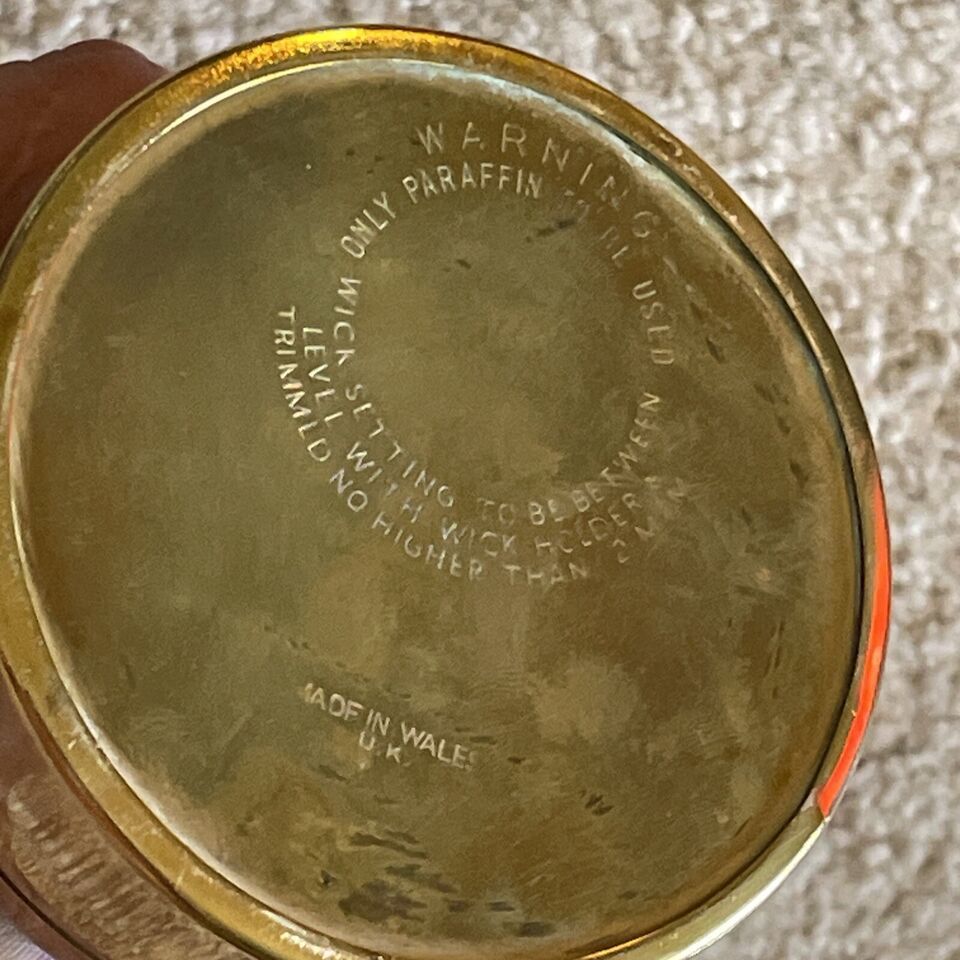 WARNING
ONLY PARAFFIN TO BE USED
WICK SETTING TO BE BETWEEN
LEVEL WITH WICK HOLDER
TRIMMED NO HIGHER THAN 2
MADE IN WALES
U.K.